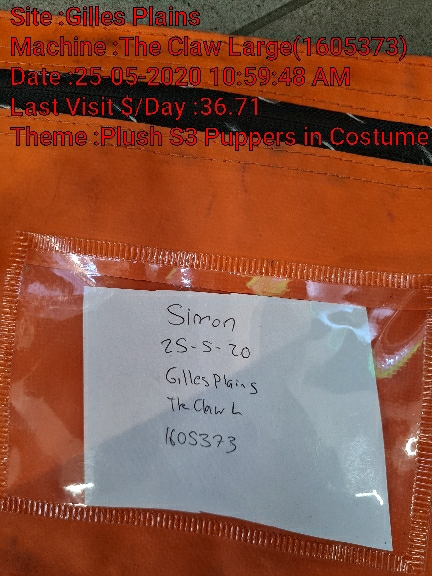 Site :Gilles Plains
Machine :The Claw Large(1605373)
Date :25-05-2020 10:59:48 AM
Last Visit $/Day :36.71
Theme :Plush S3 Puppers in Costume
Simon
25-5-20
Gilles Plains
The Claw L
1605373